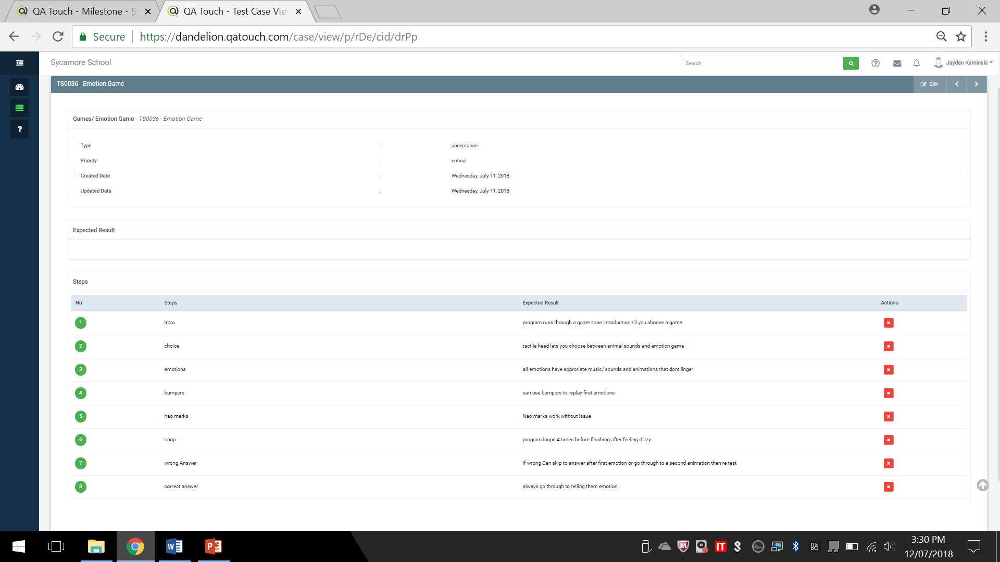 QA Touch - Milestone - S
QA Touch - Test Case Vie
Secure https://dandelion.qatouch.com/case/view/p/rDe/cid/drPp
Sycamore School Search Jayden Kaminski
TS0036 - Emotion Game Edit
Games/ Emotion Game - TS0036 - Emotion Game
Type : acceptance
Priority : critical
Created Date : Wednesday, July 11, 2018
Updated Date : Wednesday, July 11, 2018
Expected Result
Steps
No Steps Expected Result Actions
1 Intro program runs through a game zone introduction till you choose a game
2 choice tactile head lets you choose between animal sounds and emotion game
3 emotions all emotions have approriate music/ sounds and animations that dont linger
4 bumpers can use bumpers to replay first emotions
5 nao marks Nao marks work without issue
6 Loop program loops 4 times before finishing after feeling dizzy
7 wrong Answer if wrong Can skip to answer after first emotion or go through to a second animation then re test
8 correct answer always go through to telling them emotion
3:30 PM
12/07/2018